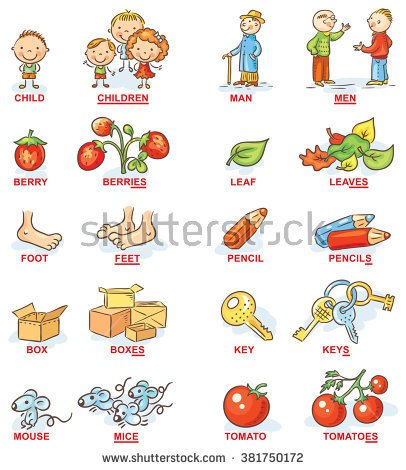 CHILD CHILDREN MAN MEN
BERRY BERRIES LEAF LEAVES
shutterstock
FOOT FEET PENCIL PENCILS
BOX BOXES KEY KEYS
MOUSE MICE TOMATO TOMATOES
www.shutterstock.com · 381750172